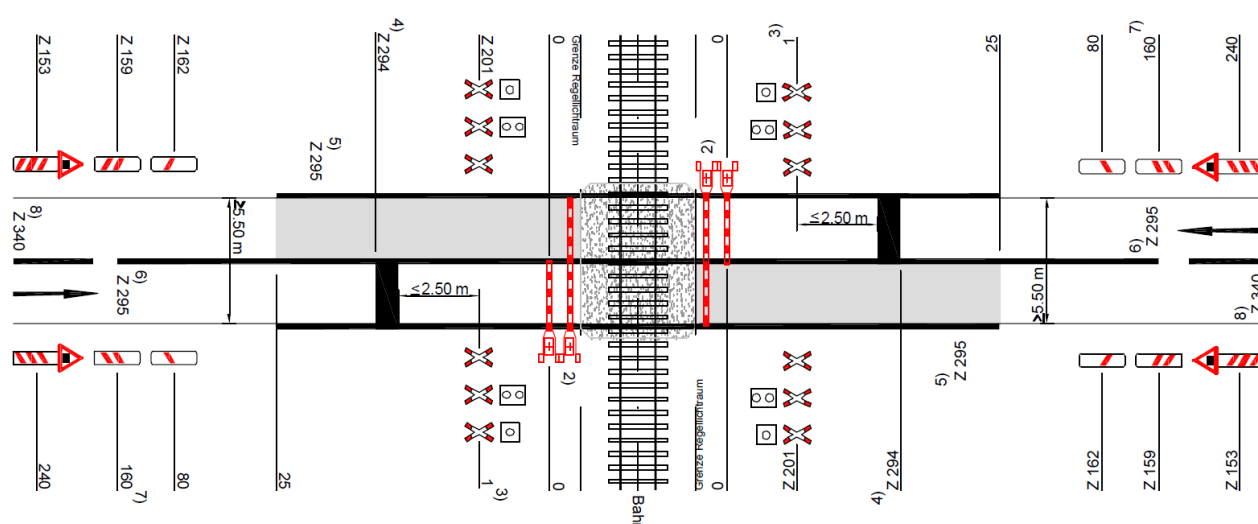 Z 153
Z 159
Z 162
4)
Z 294
Z 201
0
Grenze Regellichtraum
0
3)
1
25
80
7)
160
240
5)
Z 295
2)
≥5.50 m
8)
Z 340
6)
Z 295
≤2.50 m
≤2.50 m
6)
Z 295
≥5.50 m
8)
Z 340
5)
Z 295
2)
240
160
7)
80
25
1
3)
0
Bahn
Grenze Regellichtraum
0
Z 201
4)
Z 294
Z 162
Z 159
Z 153